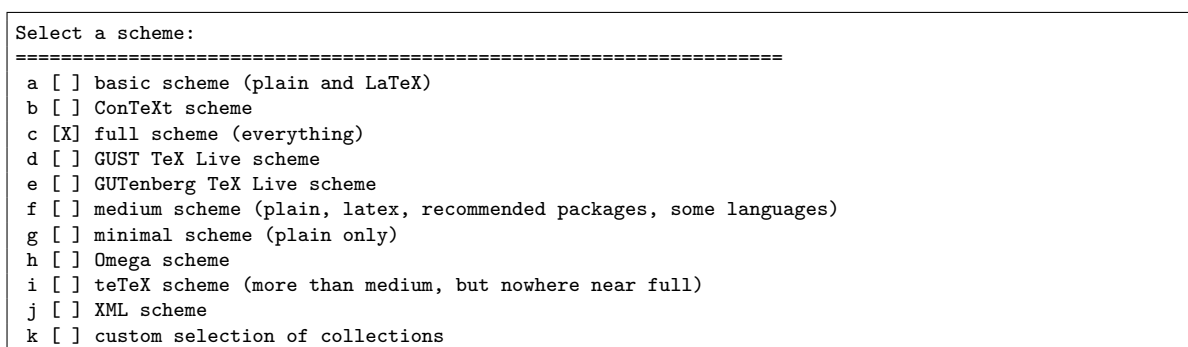 Select a scheme:
====================================================================
a [ ] basic scheme (plain and LaTeX)
b [ ] ConTeXt scheme
c [X] full scheme (everything)
d [ ] GUST TeX Live scheme
e [ ] GUTenberg TeX Live scheme
f [ ] medium scheme (plain, latex, recommended packages, some languages)
g [ ] minimal scheme (plain only)
h [ ] Omega scheme
i [ ] teTeX scheme (more than medium, but nowhere near full)
j [ ] XML scheme
k [ ] custom selection of collections